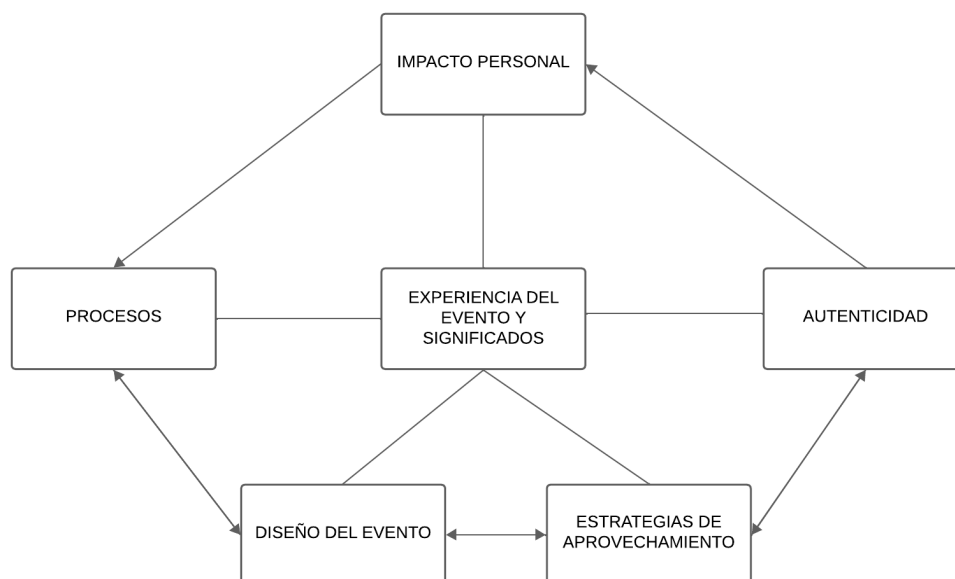 IMPACTO PERSONAL
PROCESOS
EXPERIENCIA DEL
EVENTO Y
SIGNIFICADOS
AUTENTICIDAD
DISEÑO DEL EVENTO
ESTRATEGIAS DE
APROVECHAMIENTO